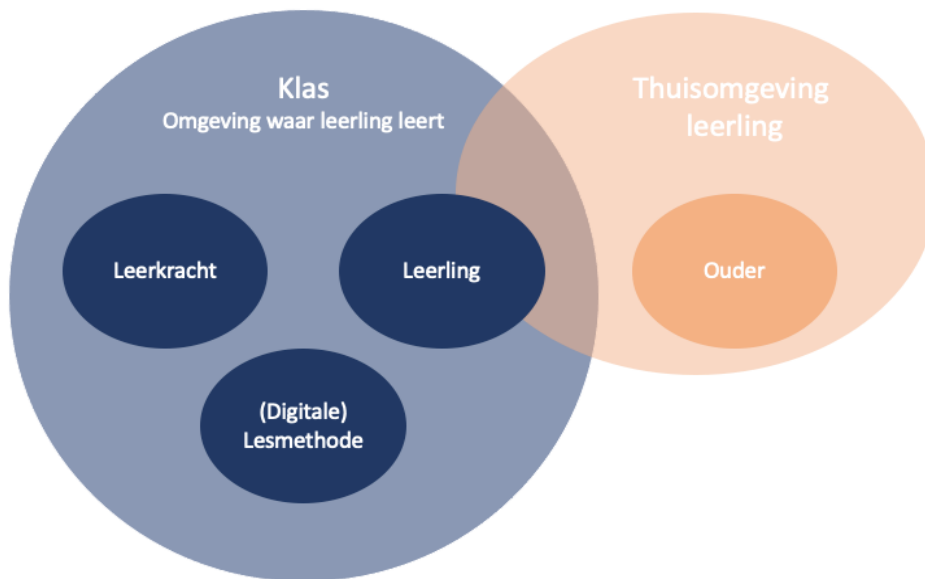 Klas
Omgeving waar leerling leert
Thuisomgeving
leerling
Leerkracht
Leerling
Ouder
(Digitale)
Lesmethode